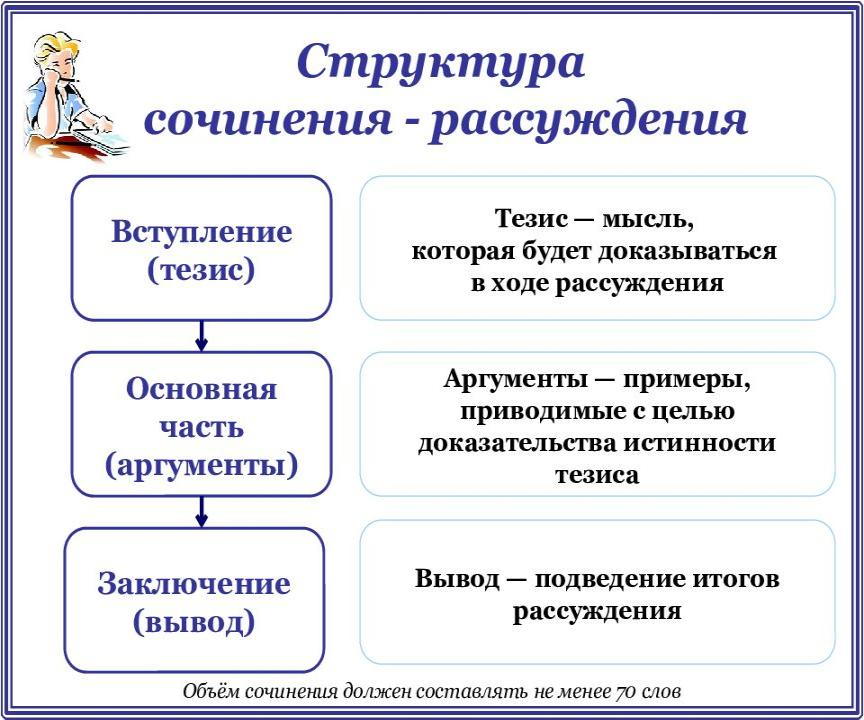 Структура
сочинения - рассуждения
Вступление
(тезис)
Тезис — мысль,
которая будет доказываться
в ходе рассуждения
Основная
часть
(аргументы)
Аргументы — примеры,
приводимые с целью
доказательства истинности
тезиса
Заключение
(вывод)
Вывод — подведение итогов
рассуждения
Объём сочинения должен составлять не менее 70 слов